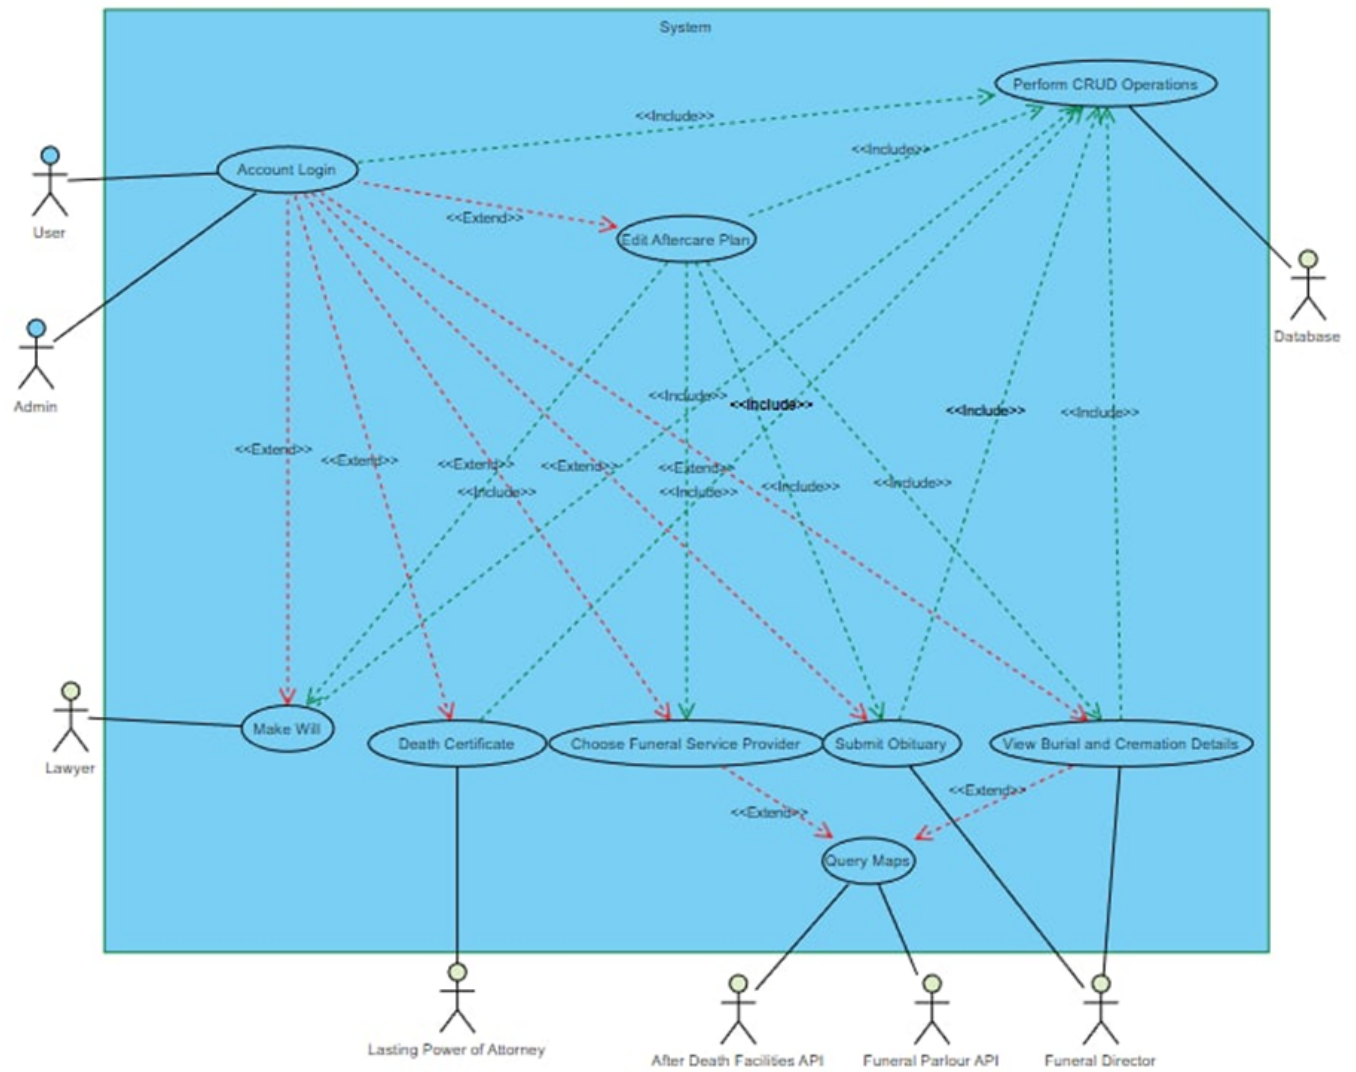 System
Perform CRUD Operations
<<Include>>
<<Include>>
Account Login
User
<<Extend>>
Edit Aftercare Plan
Database
Admin
<<Include>>
<<Include>>
<<Include>>
<<Include>>
<<Extend>>
<<Extend>>
<<Extend>>
<<Extend>>
<<Extend>>
<<Include>>
<<Include>>
<<Include>>
<<Include>>
Make Will
Death Certificate
Choose Funeral Service Provider
Submit Obituary
View Burial and Cremation Details
Lawyer
<<Extend>>
<<Extend>>
Query Maps
Lasting Power of Attorney
After Death Facilities API
Funeral Parlour API
Funeral Director